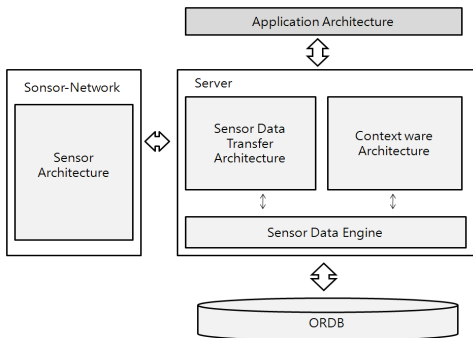 Application Architecture
Sonsor-Network
Sensor
Architecture
Server
Sensor Data
Transfer
Architecture
Context ware
Architecture
Sensor Data Engine
ORDB